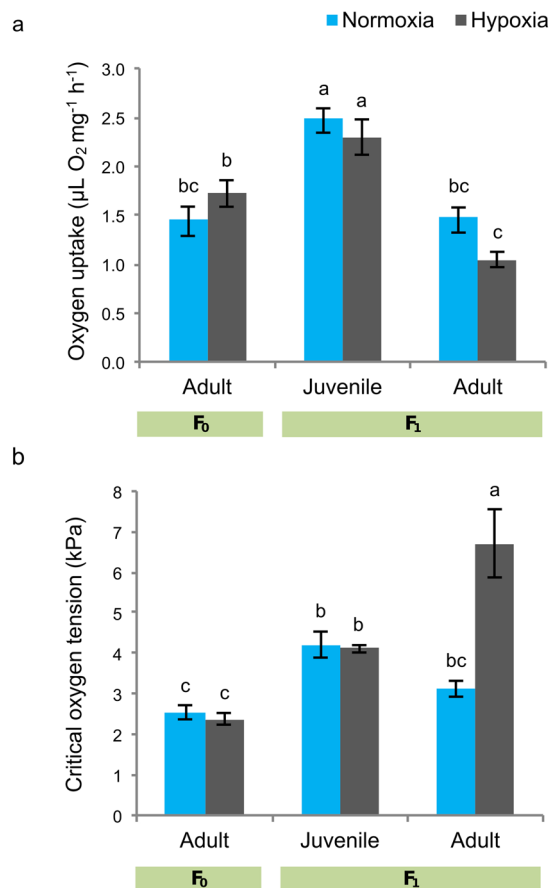 a
Normoxia Hypoxia
Oxygen uptake (µL O₂ mg⁻¹ h⁻¹)
3.0
2.5
2.0
1.5
1.0
0.5
0.0
bc b a a bc c
Adult Juvenile Adult
F₀ F₁
b
Critical oxygen tension (kPa)
8
7
6
5
4
3
2
1
0
c c b b bc a
Adult Juvenile Adult
F₀ F₁